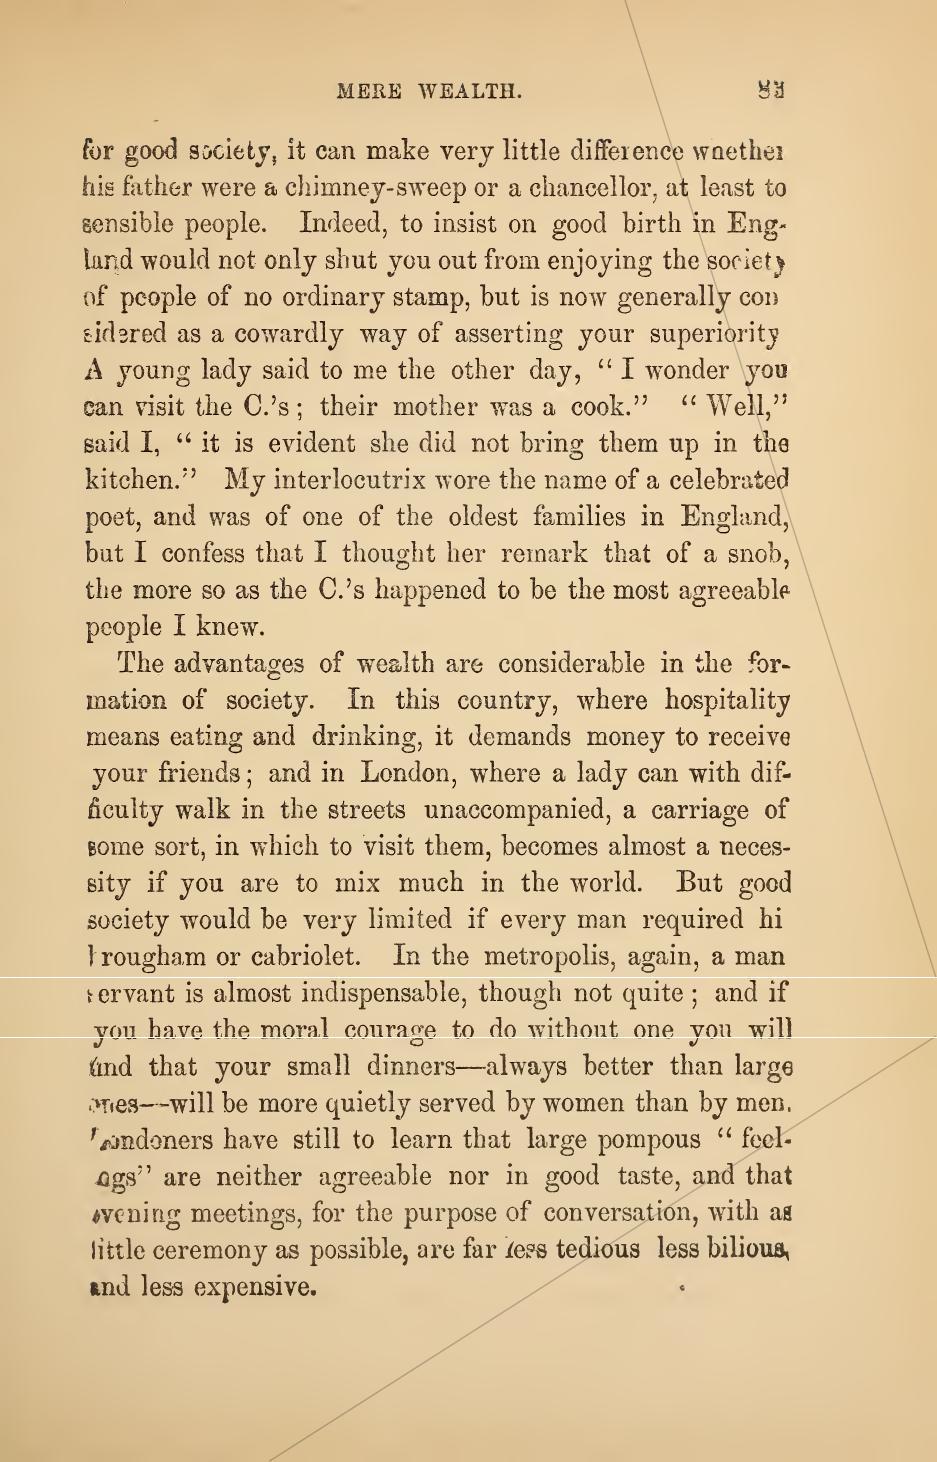 MERE WEALTH. 53
for good society, it can make very little difference whether
his father were a chimney-sweep or a chancellor, at least to
sensible people. Indeed, to insist on good birth in Eng-
land would not only shut you out from enjoying the society
of people of no ordinary stamp, but is now generally con
sidered as a cowardly way of asserting your superiority
A young lady said to me the other day, “ I wonder you
can visit the C.’s ; their mother was a cook.” “ Well,”
said I, “ it is evident she did not bring them up in the
kitchen.” My interlocutrix wore the name of a celebrated
poet, and was of one of the oldest families in England,
but I confess that I thought her remark that of a snob,
the more so as the C.’s happened to be the most agreeable
people I knew.
The advantages of wealth are considerable in the for-
mation of society. In this country, where hospitality
means eating and drinking, it demands money to receive
your friends ; and in London, where a lady can with dif-
ficulty walk in the streets unaccompanied, a carriage of
some sort, in which to visit them, becomes almost a neces-
sity if you are to mix much in the world. But good
society would be very limited if every man required hi
brougham or cabriolet. In the metropolis, again, a man
servant is almost indispensable, though not quite ; and if
you have the moral courage to do without one you will
find that your small dinners—always better than large
ones—will be more quietly served by women than by men.
Londoners have still to learn that large pompous “ feel-
ngs” are neither agreeable nor in good taste, and that
evening meetings, for the purpose of conversation, with as
little ceremony as possible, are far less tedious less bilious,
and less expensive.